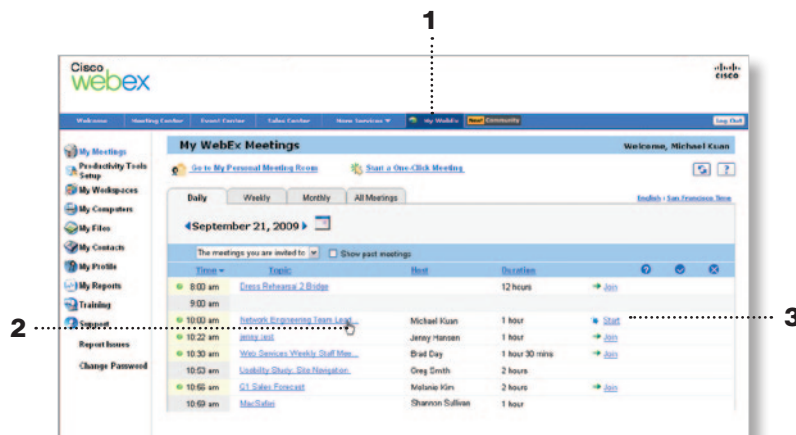 1
Cisco
webex
cisco
Welcome Meeting Center Event Center Sales Center More Services My WebEx New! Community Log Out
My Meetings
Productivity Tools
Setup
My Workspaces
My Computers
My Files
My Contacts
My Profile
My Reports
Training
Support
Report Issues
Change Password
My WebEx Meetings Welcome, Michael Kuan
Go to My Personal Meeting Room Start a One-Click Meeting ?
Daily Weekly Monthly All Meetings English : San Francisco Time
September 21, 2009
The meetings you are invited to Show past meetings
Time Topic Host Duration
8:00 am Dress Rehearsal 2 Bridge 12 hours Join
9:00 am
2
10:00 am Network Engineering Team Lead... Michael Kuan 1 hour Start
3
10:22 am jenny test Jenny Hansen 1 hour Join
10:30 am Web Services Weekly Staff Mee... Brad Day 1 hour 30 mins Join
10:53 am Usability Study, Site Navigation. Greg Smith 2 hours
10:56 am Sales Forecast Melanie Kim 2 hours Join
10:59 am MacSafari Shannon Sullivan 1 hour